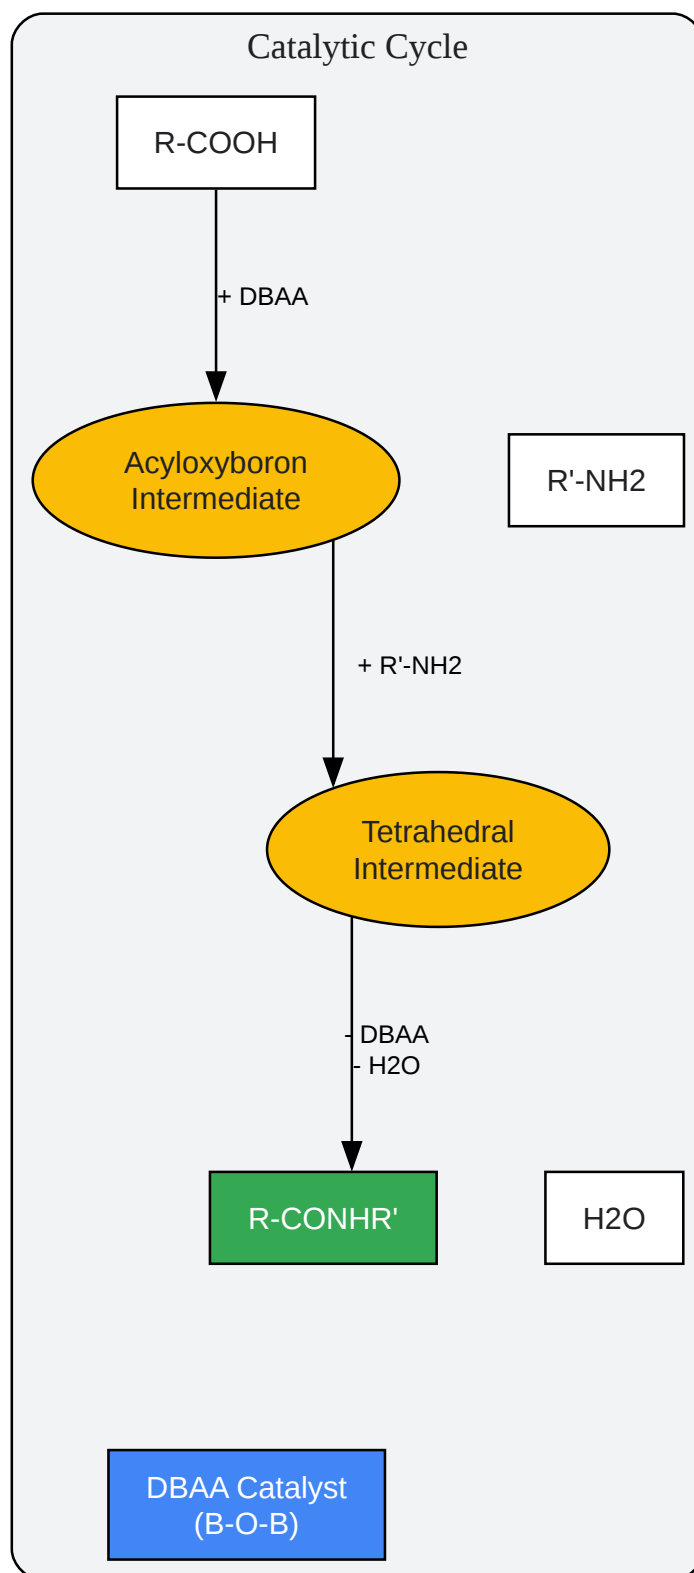 Catalytic Cycle
R-COOH
+ DBAA
Acyloxyboron
Intermediate
R'-NH2
+ R'-NH2
Tetrahedral
Intermediate
- DBAA
- H2O
R-CONHR'
H2O
DBAA Catalyst
(B-O-B)